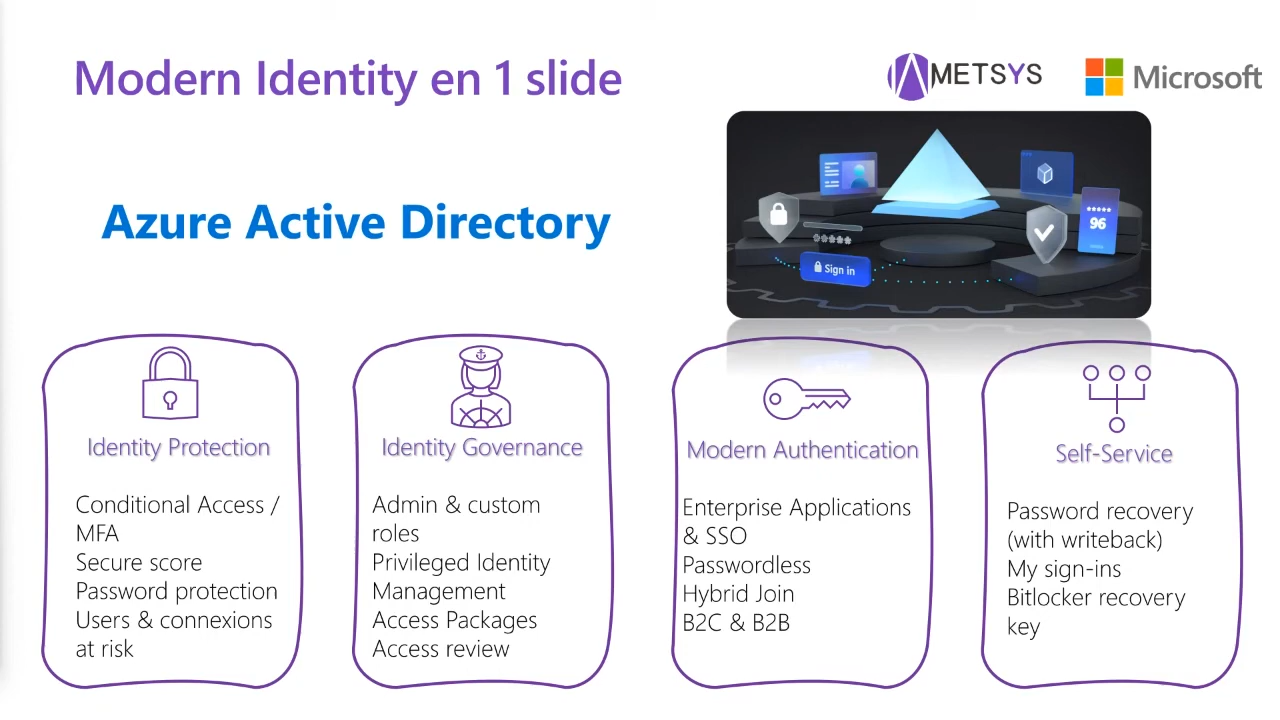 Modern Identity en 1 slide
METSYS
Microsoft
Azure Active Directory
*****
96
Sign in
Identity Protection
Conditional Access /
MFA
Secure score
Password protection
Users & connexions
at risk
Identity Governance
Admin & custom
roles
Privileged Identity
Management
Access Packages
Access review
Modern Authentication
Enterprise Applications
& SSO
Passwordless
Hybrid Join
B2C & B2B
Self-Service
Password recovery
(with writeback)
My sign-ins
Bitlocker recovery
key